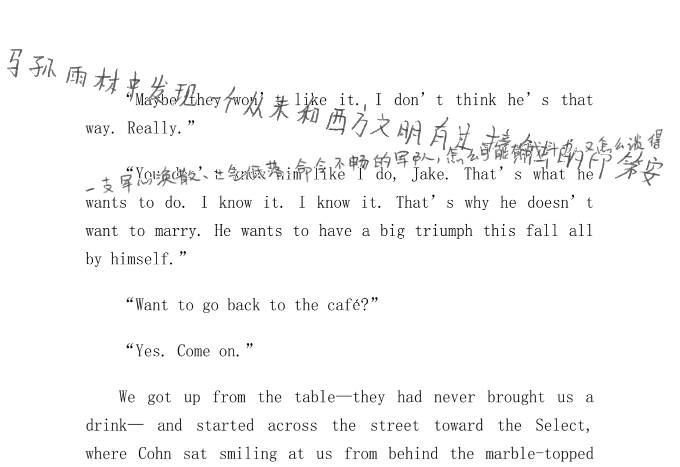 马孙雨林中发现一个从未和西方文明有过接触的印第安
“Maybe they won’t like it. I don’t think he’s that
way. Really.”
一支军心涣散、士气低落、命令不畅的军队，怎么可能有战斗力，又怎么谈得
“You don’t know him like I do, Jake. That’s what he
wants to do. I know it. I know it. That’s why he doesn’t
want to marry. He wants to have a big triumph this fall all
by himself.”
“Want to go back to the café?”
“Yes. Come on.”
We got up from the table—they had never brought us a
drink— and started across the street toward the Select,
where Cohn sat smiling at us from behind the marble-topped